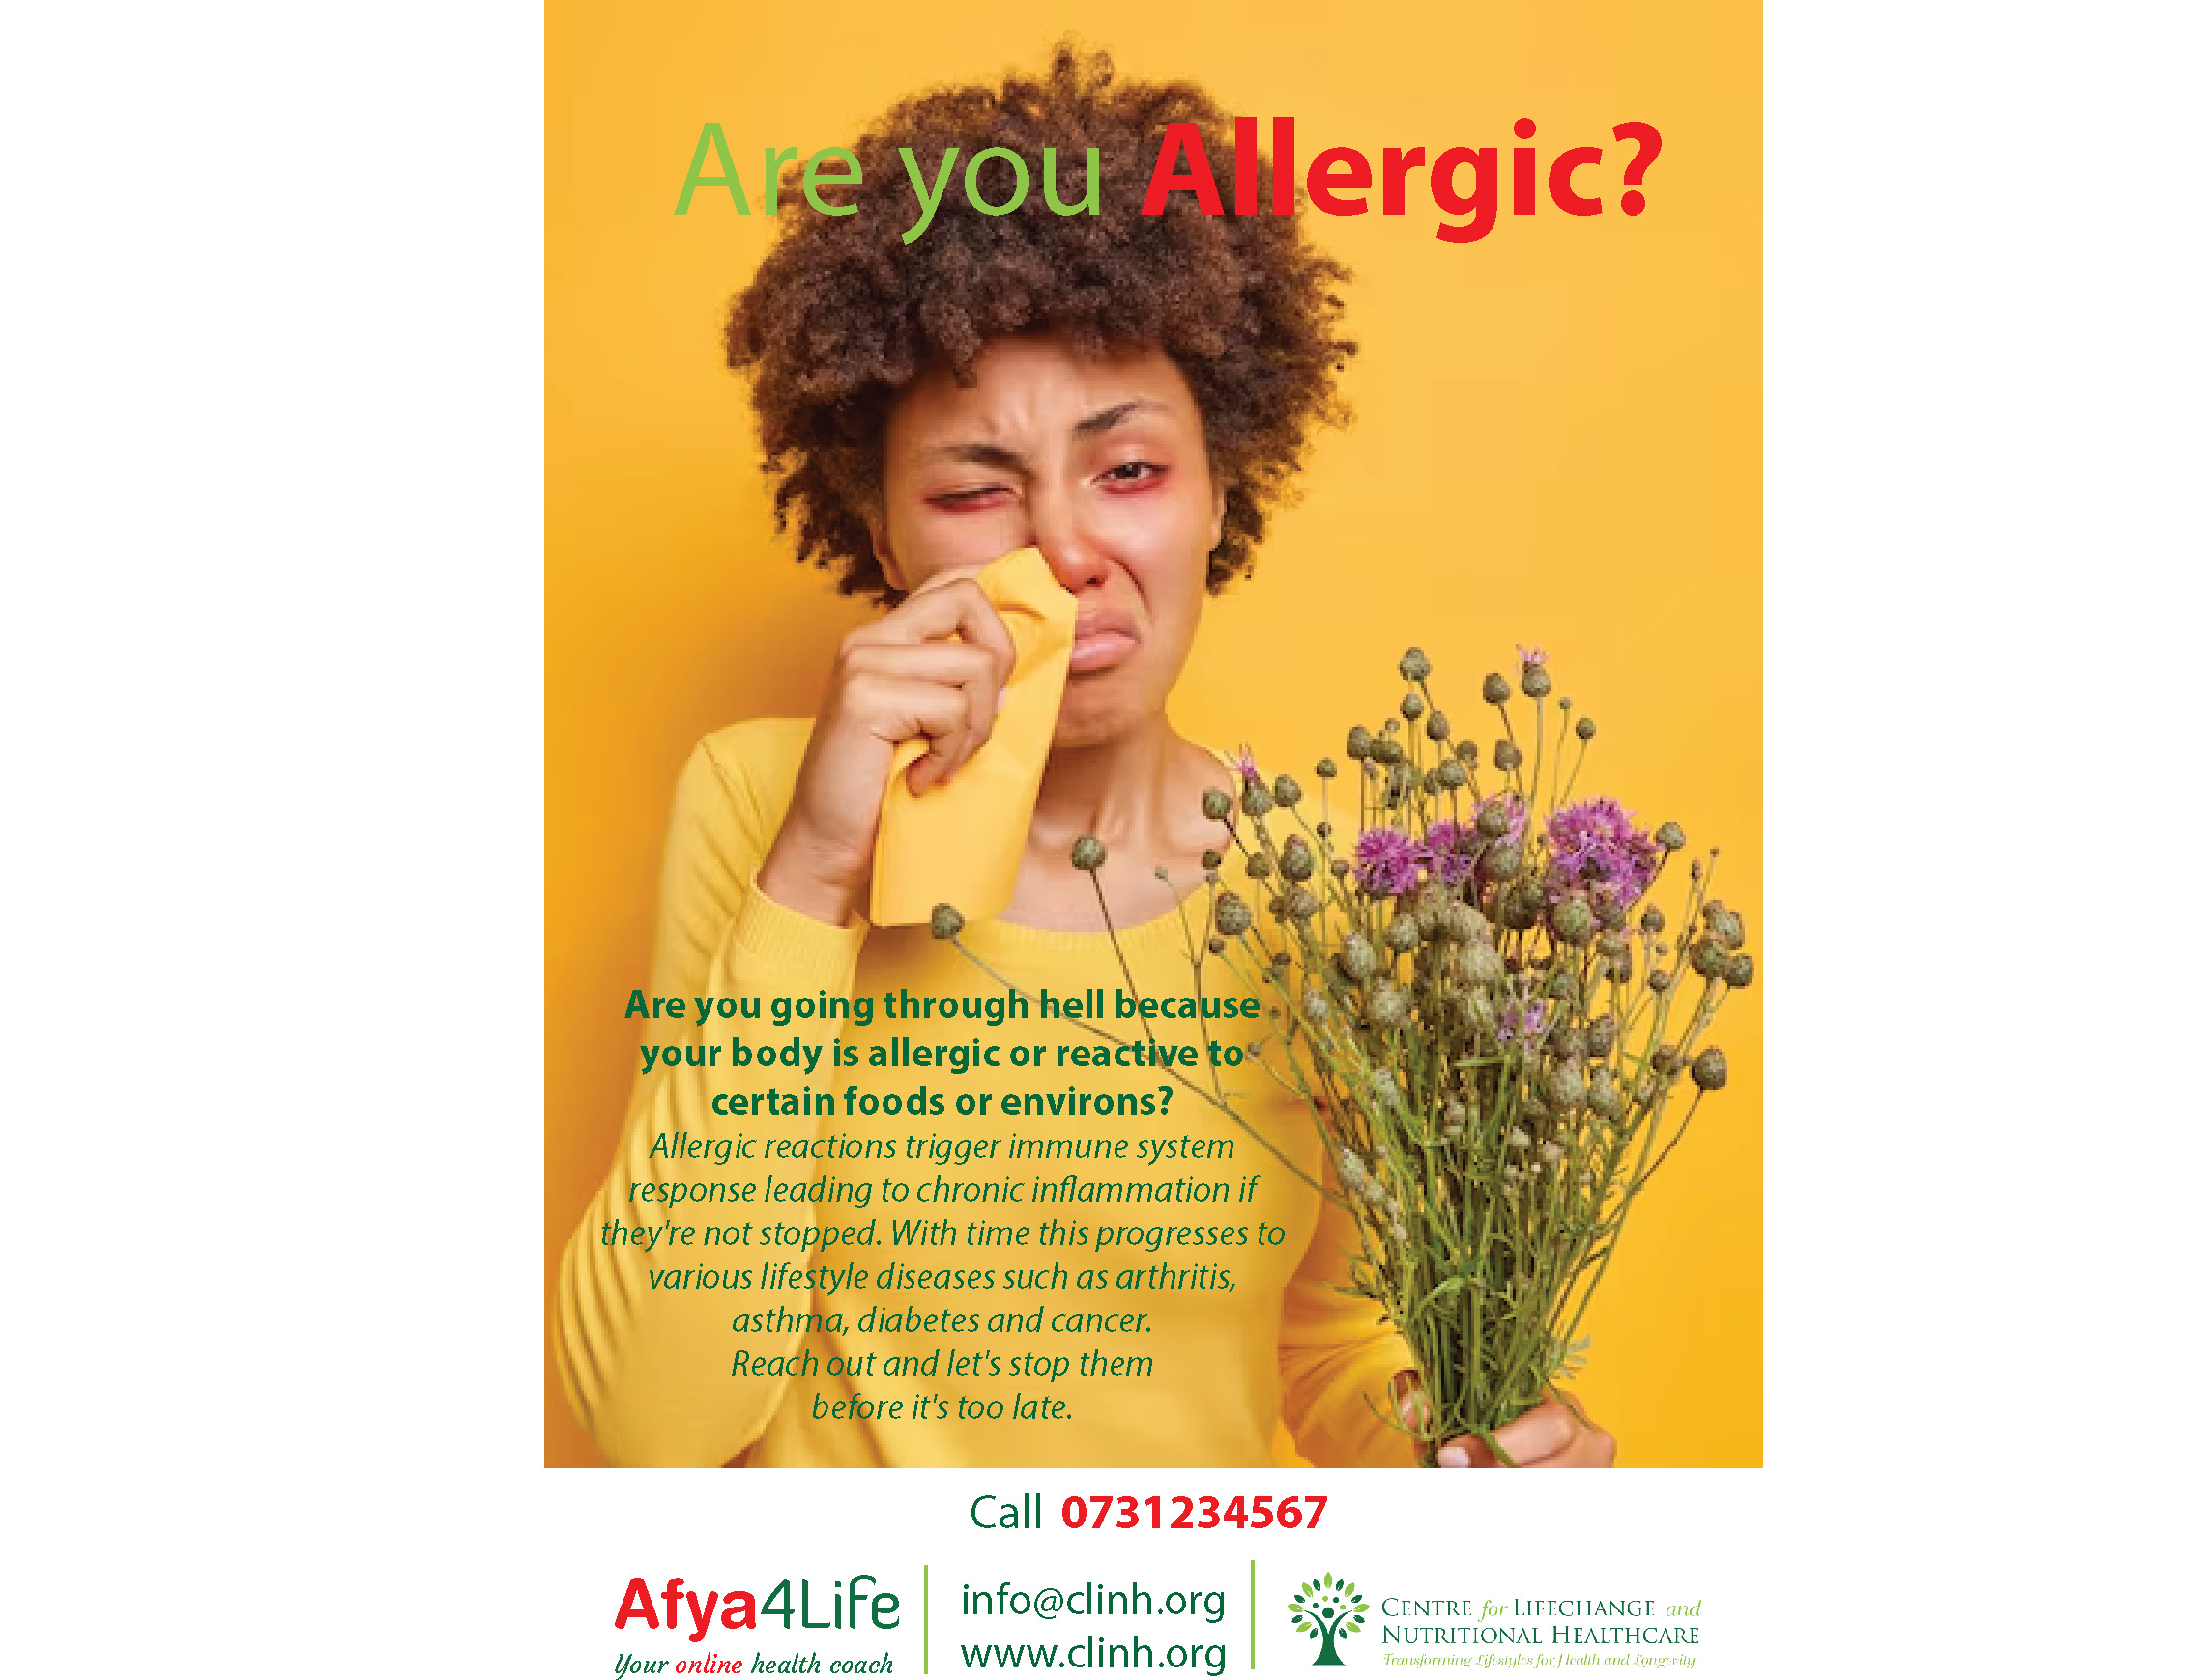 Are you Allergic?
Are you going through hell because
your body is allergic or reactive to
certain foods or environs?
Allergic reactions trigger immune system
response leading to chronic inflammation if
they're not stopped. With time this progresses to
various lifestyle diseases such as arthritis,
asthma, diabetes and cancer.
Reach out and let's stop them
before it's too late.
Call 0731234567
Afya4Life
Your online health coach
info@clinh.org
www.clinh.org
CENTRE for LIFECHANGE and
NUTRITIONAL HEALTHCARE
Transforming Lifestyles for Health and Longevity